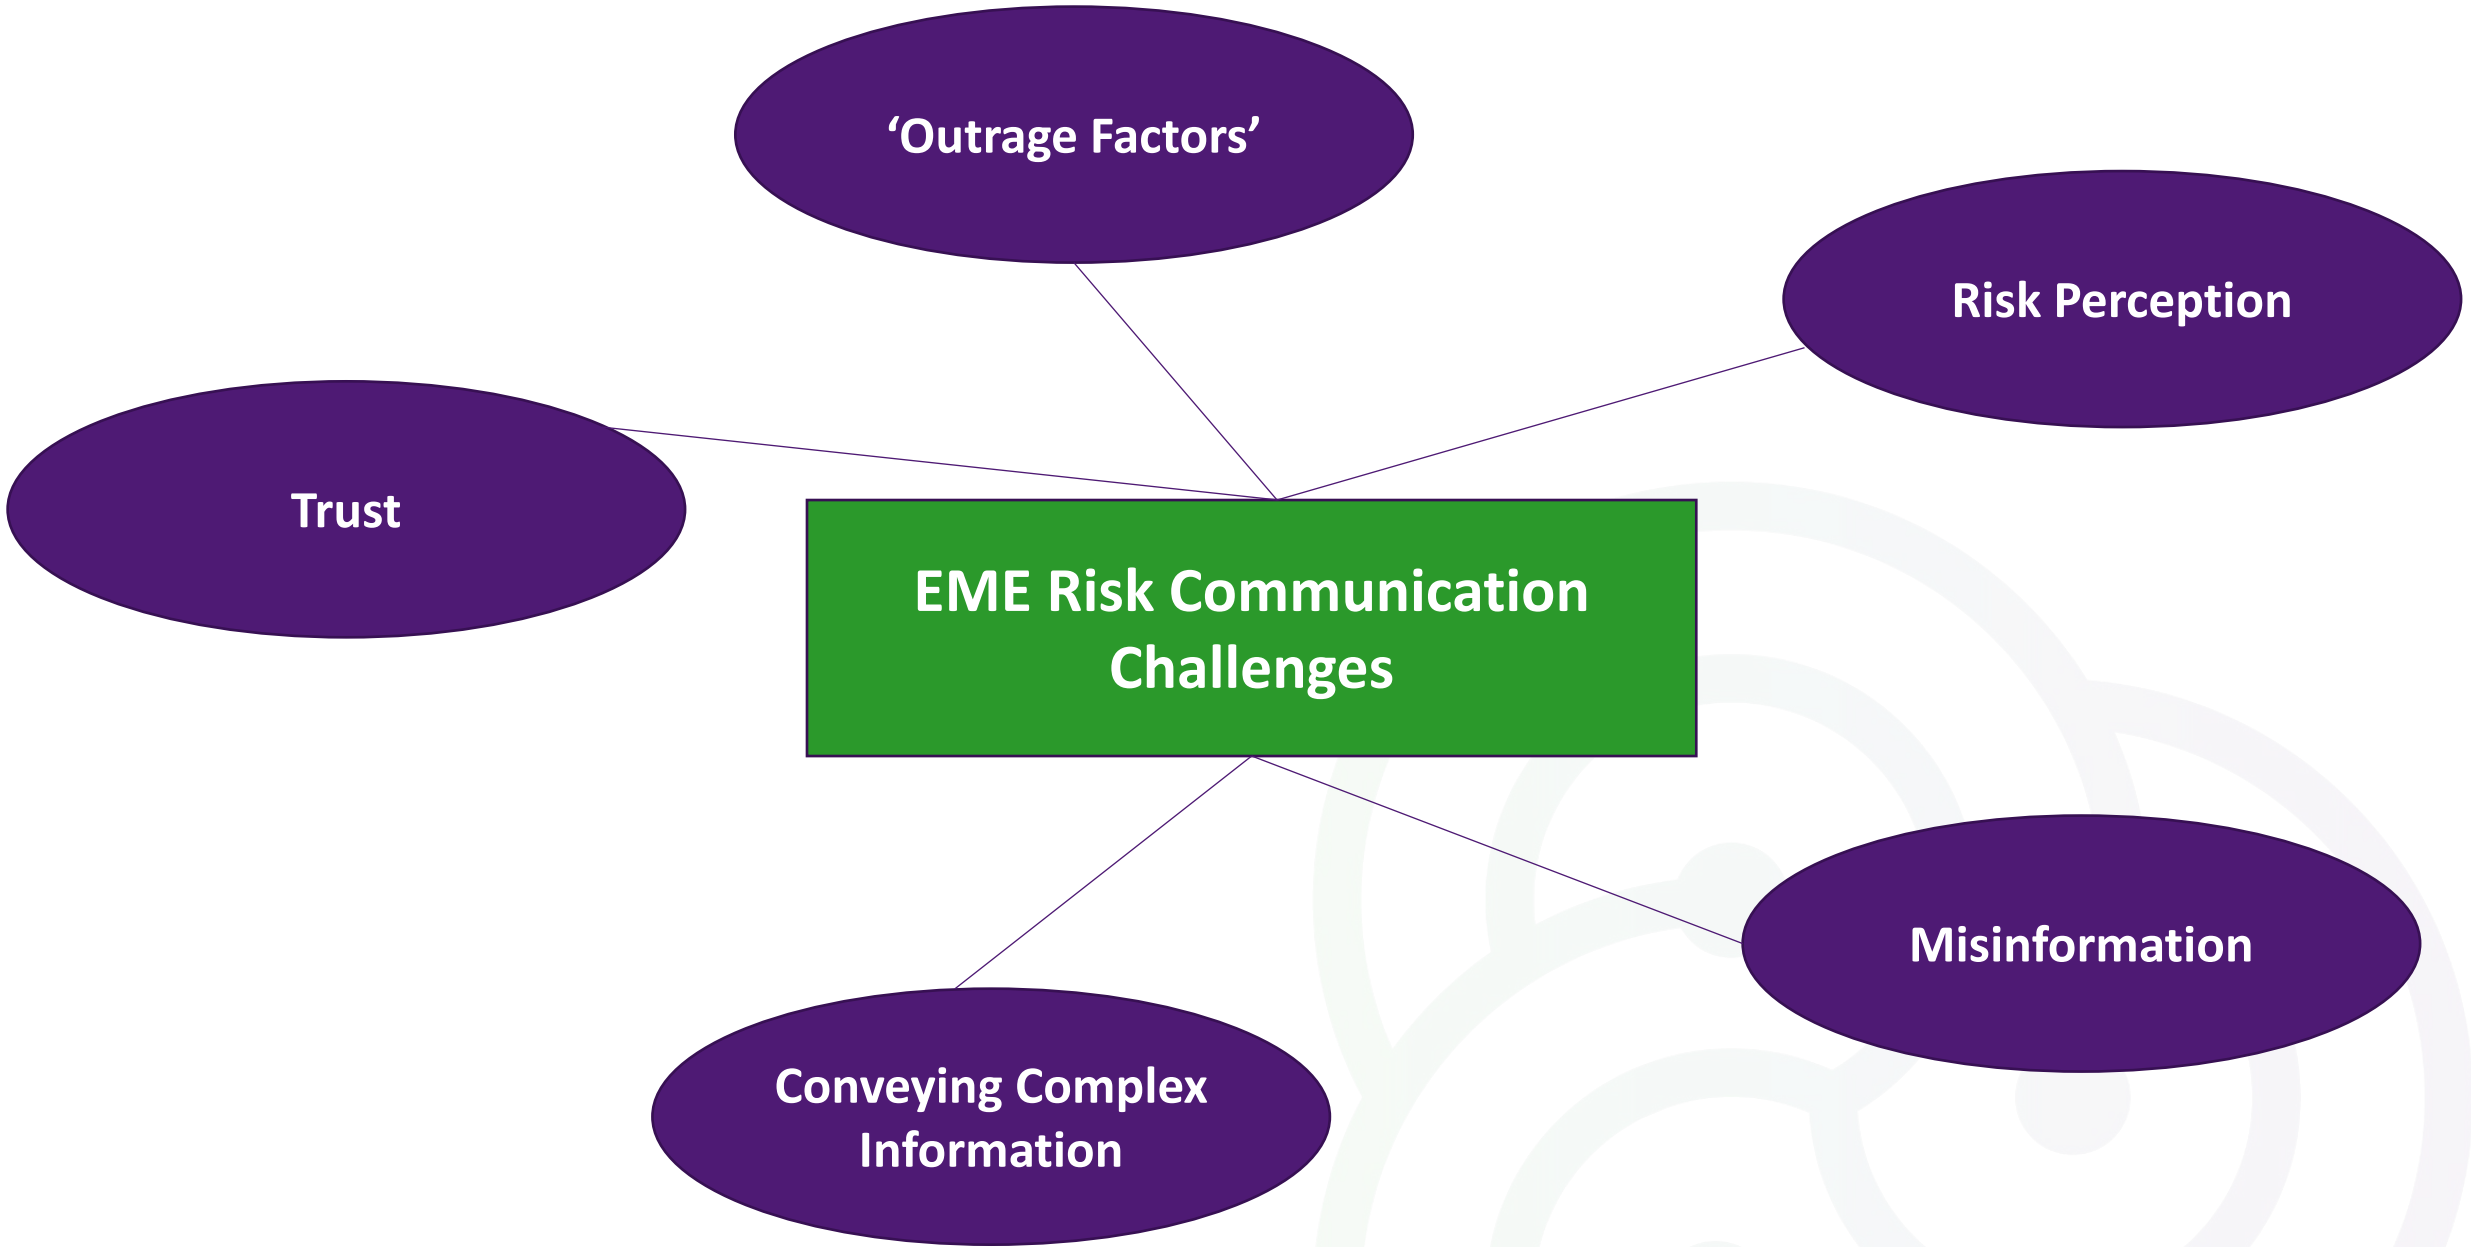 ‘Outrage Factors’
Risk Perception
Trust
EME Risk Communication
Challenges
Misinformation
Conveying Complex
Information